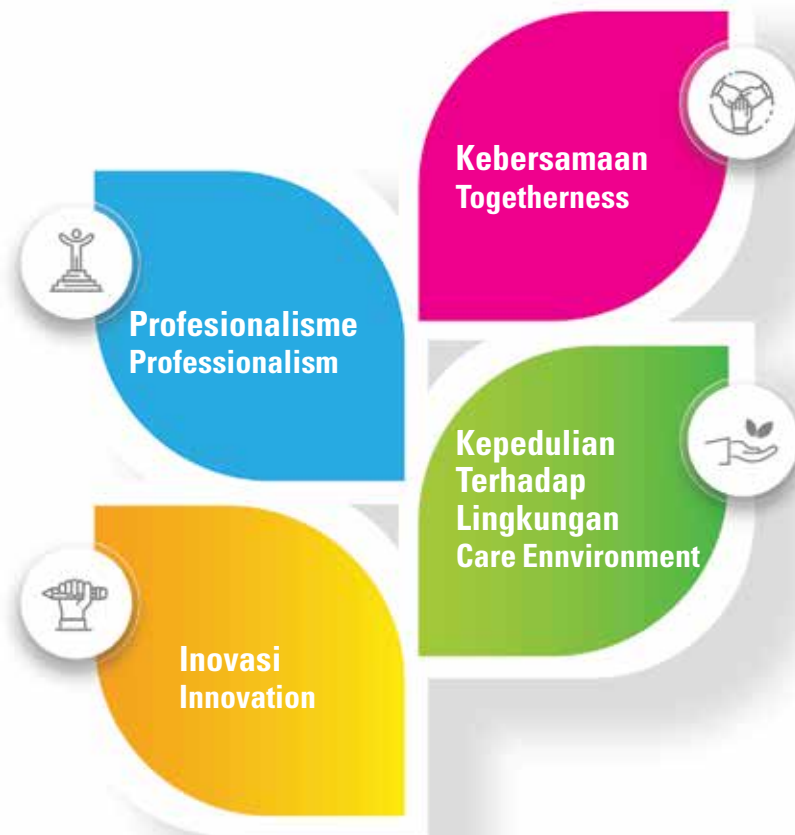 Kebersamaan
Togetherness
Profesionalisme
Professionalism
Kepedulian
Terhadap
Lingkungan
Care Ennvironment
Inovasi
Innovation